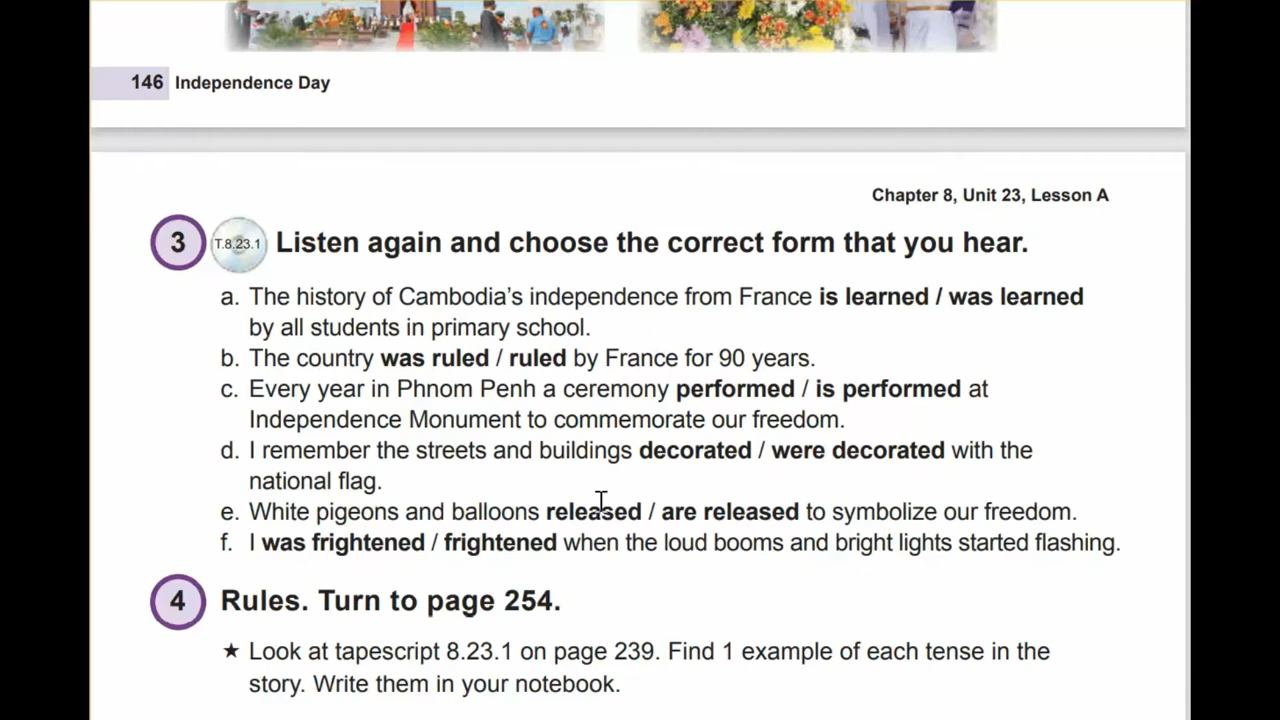 146 Independence Day
Chapter 8, Unit 23, Lesson A
3 T.8.23.1 Listen again and choose the correct form that you hear.
a. The history of Cambodia’s independence from France is learned / was learned
by all students in primary school.
b. The country was ruled / ruled by France for 90 years.
c. Every year in Phnom Penh a ceremony performed / is performed at
Independence Monument to commemorate our freedom.
d. I remember the streets and buildings decorated / were decorated with the
national flag.
e. White pigeons and balloons released / are released to symbolize our freedom.
f. I was frightened / frightened when the loud booms and bright lights started flashing.
4 Rules. Turn to page 254.
★ Look at tapescript 8.23.1 on page 239. Find 1 example of each tense in the
story. Write them in your notebook.